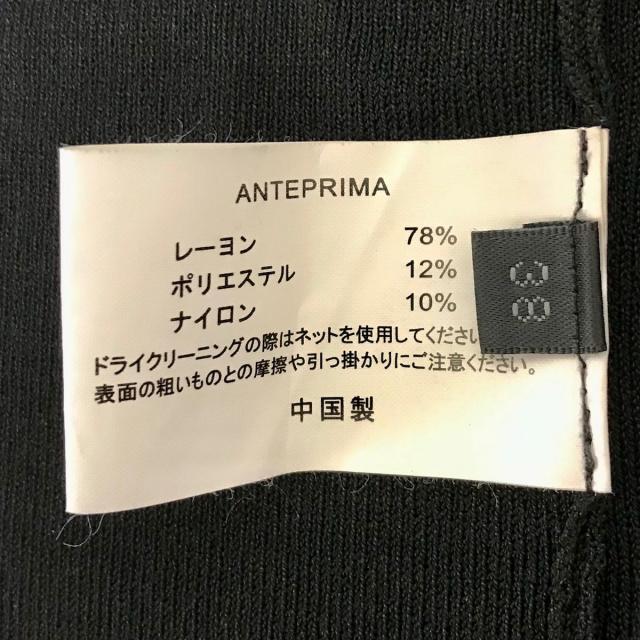 ANTEPRIMA
レーヨン 78%
ポリエステル 12%
ナイロン 10%
ドライクリーニングの際はネットを使用してください
表面の粗いものとの摩擦や引っ掛かりにご注意ください。
中国製
38